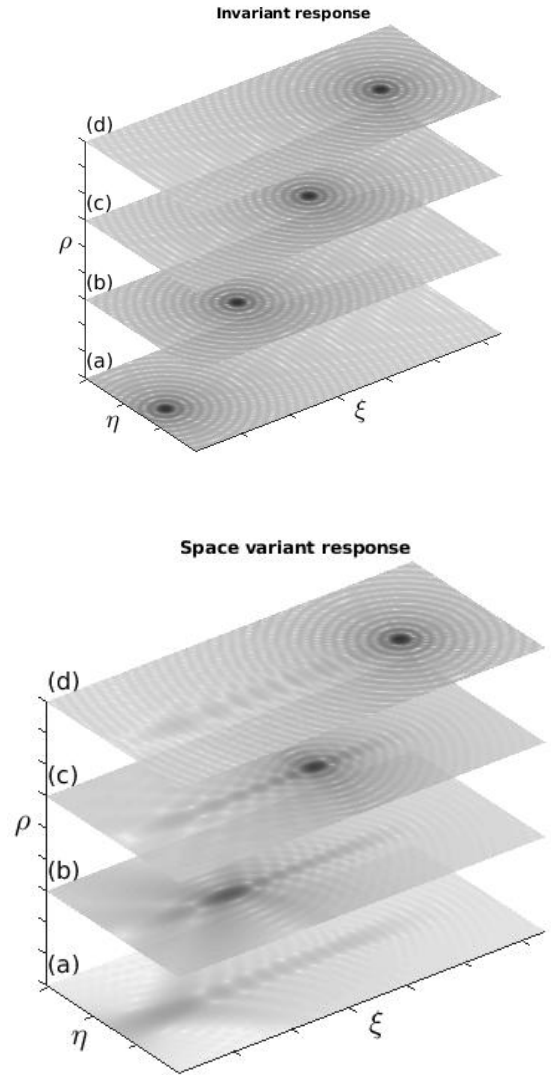 Invariant response
(d)
(c)
ρ
(b)
(a)
η
ξ
Space variant response
(d)
(c)
ρ
(b)
(a)
η
ξ